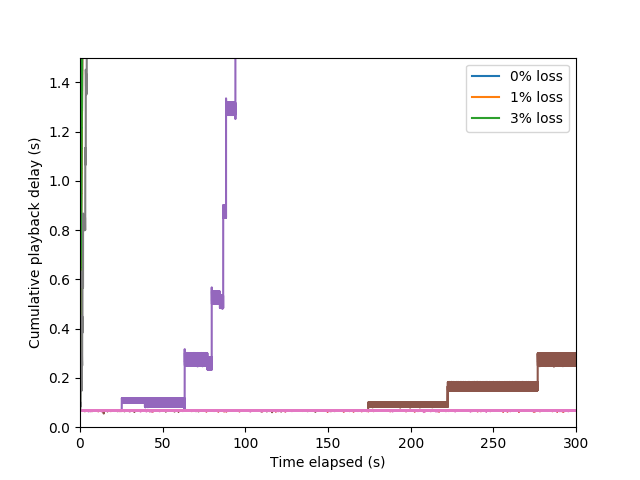 0% loss
1% loss
3% loss
Cumulative playback delay (s)
1.4
1.2
1.0
0.8
0.6
0.4
0.2
0.0
0 50 100 150 200 250 300
Time elapsed (s)